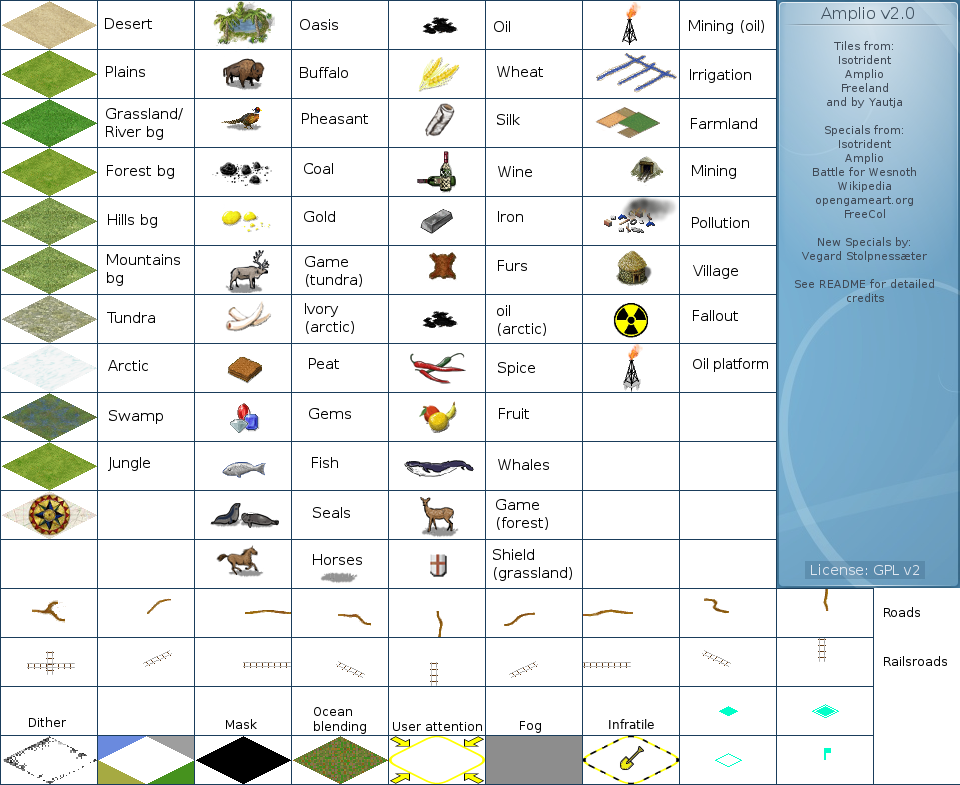 Amplio v2.0
Tiles from:
Isotrident
Amplio
Freeland
and by Yautja
Specials from:
Isotrident
Amplio
Battle for Wesnoth
Wikipedia
opengameart.org
FreeCol
New Specials by:
Vegard Stolpnessæter
See README for detailed
credits
License: GPL v2
Desert
Oasis
Oil
Mining (oil)
Plains
Buffalo
Wheat
Irrigation
Grassland/
River bg
Pheasant
Silk
Farmland
Forest bg
Coal
Wine
Mining
Hills bg
Gold
Iron
Pollution
Mountains
bg
Game
(tundra)
Furs
Village
Tundra
Ivory
(arctic)
oil
(arctic)
Fallout
Arctic
Peat
Spice
Oil platform
Swamp
Gems
Fruit
Jungle
Fish
Whales
Seals
Game
(forest)
Horses
Shield
(grassland)
Roads
Railsroads
Dither
Mask
Ocean
blending
User attention
Fog
Infratile